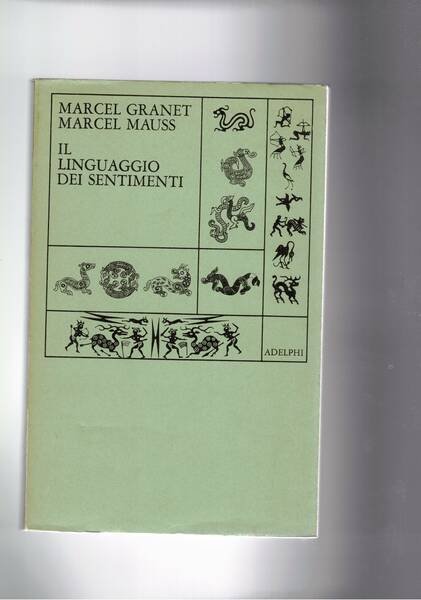 MARCEL GRANET
MARCEL MAUSS
IL
LINGUAGGIO
DEI SENTIMENTI
ADELPHI